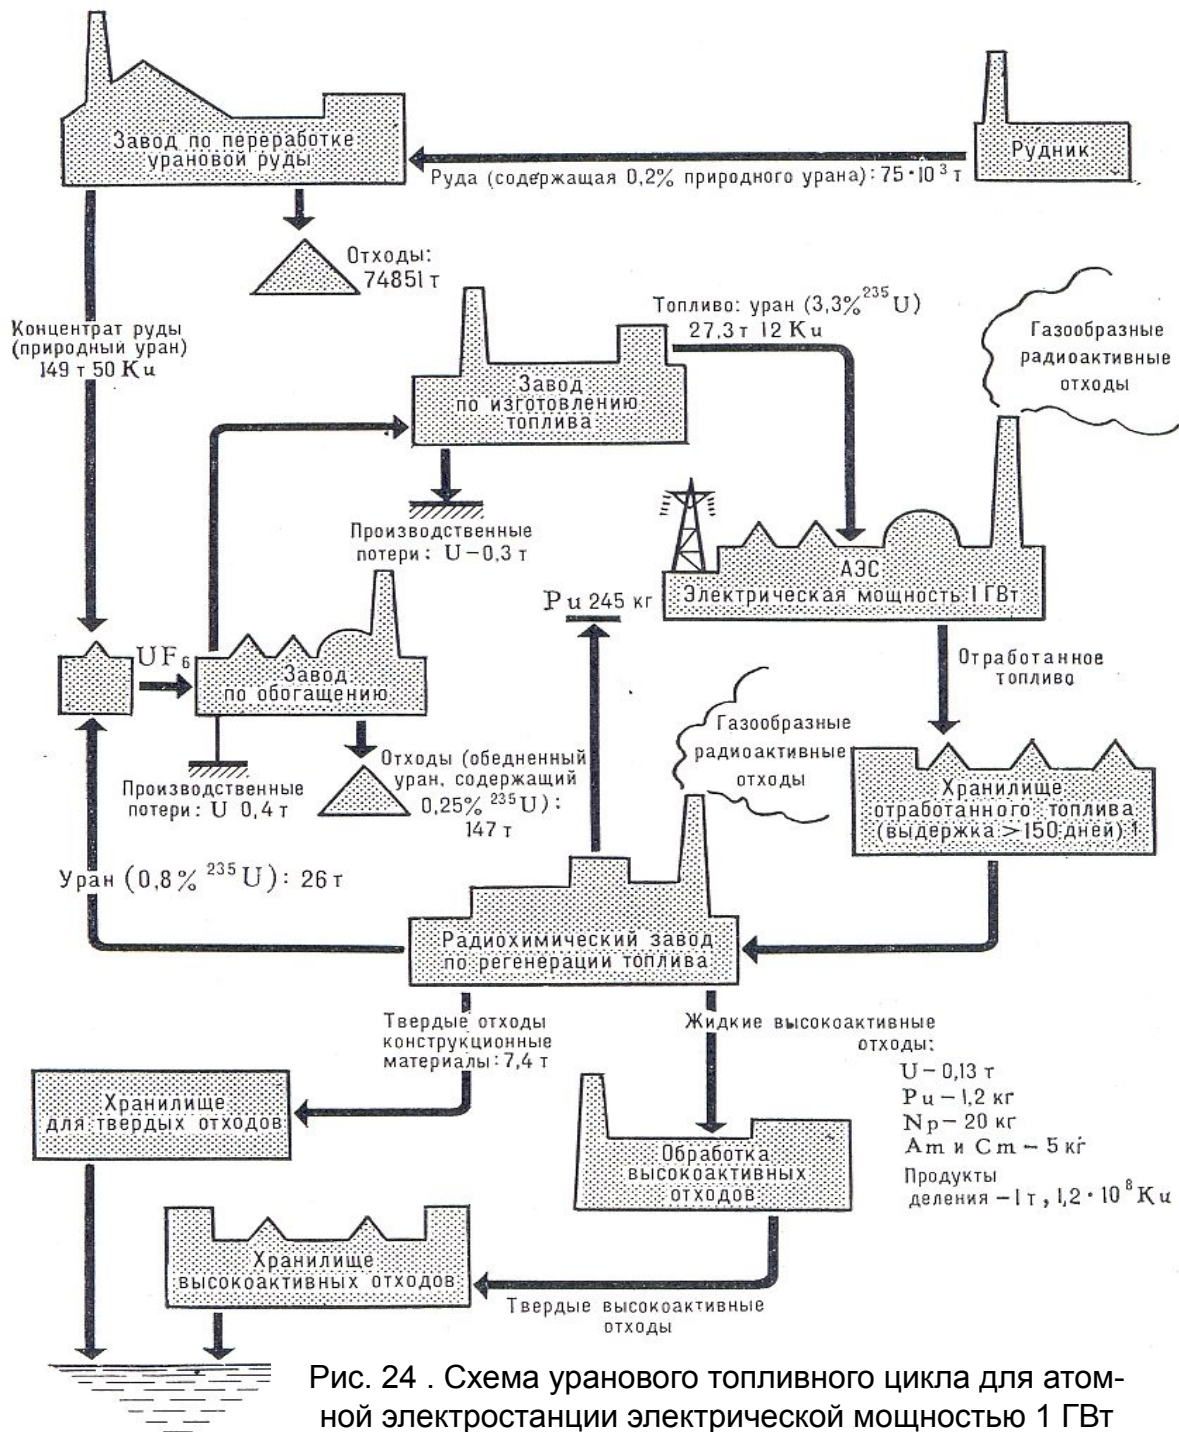 Завод по переработке
урановой руды
Рудник
Руда (содержащая 0,2% природного урана): 75·10³ т
Отходы:
74851 т
Концентрат руды
(природный уран)
149 т 50 Ku
Топливо: уран (3,3% ²³⁵U)
27,3 т 12 Ku
Газообразные
радиоактивные
отходы
Завод
по изготовлению
топлива
Производственные
потери: U–0,3 т
АЭС
Электрическая мощность: 1 ГВт
Pu 245 кг
UF₆
Завод
по обогащению
Отработанное
топливо
Газообразные
радиоактивные
отходы
Производственные
потери: U 0,4 т
Отходы (обедненный
уран, содержащий
0,25% ²³⁵U):
147 т
Хранилище
отработанного топлива
(выдержка >150 дней) 1
Уран (0,8% ²³⁵U): 26 т
Радиохимический завод
по регенерации топлива
Твердые отходы
конструкционные
материалы: 7,4 т
Жидкие высокоактивные
отходы:
U – 0,13 т
Pu – 1,2 кг
Np – 20 кг
Am и Cm – 5 кг
Продукты
деления – 1 т, 1,2·10⁸ Ku
Хранилище
для твердых отходов
Обработка
высокоактивных
отходов
Хранилище
высокоактивных отходов
Твердые высокоактивные
отходы
Рис. 24 . Схема уранового топливного цикла для атом-
ной электростанции электрической мощностью 1 ГВт